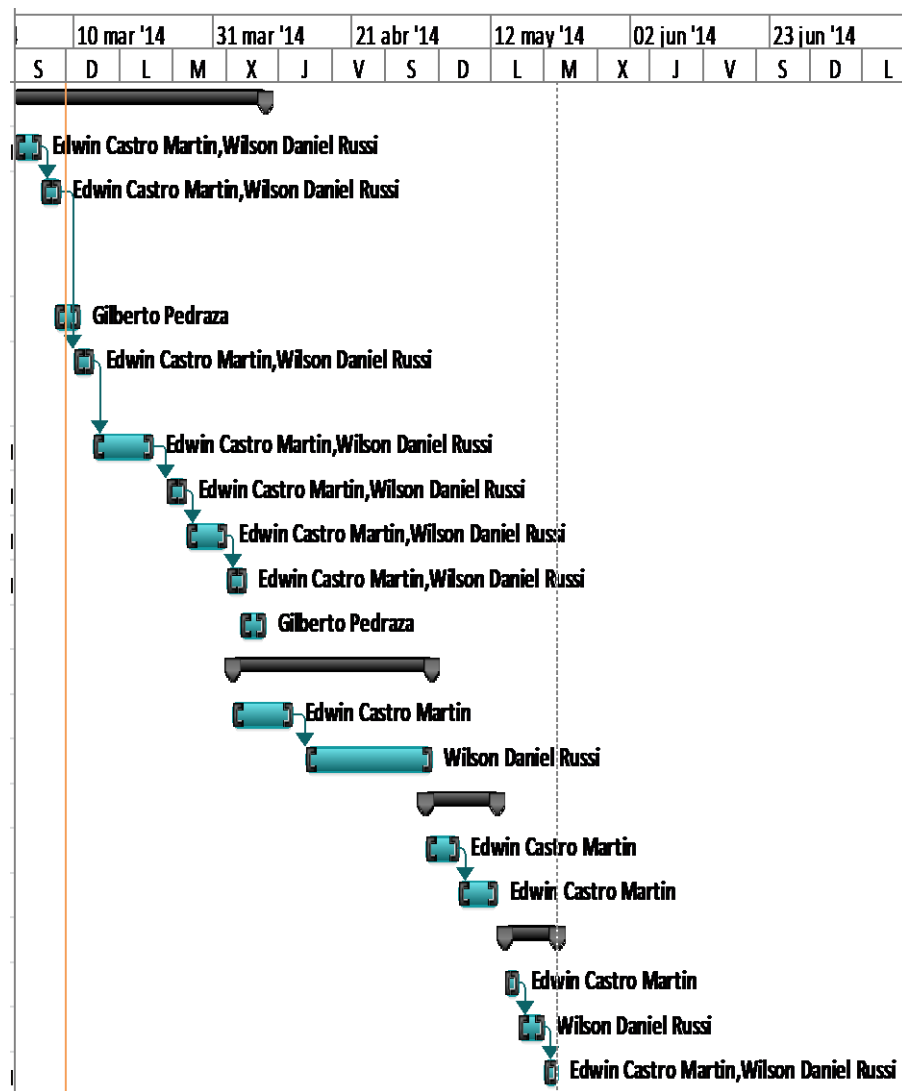 10 mar '14 31 mar '14 21 abr '14 12 may '14 02 jun '14 23 jun '14
S D L M X J V S D L M X J V S D L
Edwin Castro Martin,Wilson Daniel Russi
Edwin Castro Martin,Wilson Daniel Russi
Gilberto Pedraza
Edwin Castro Martin,Wilson Daniel Russi
Edwin Castro Martin,Wilson Daniel Russi
Edwin Castro Martin,Wilson Daniel Russi
Edwin Castro Martin,Wilson Daniel Russi
Edwin Castro Martin,Wilson Daniel Russi
Gilberto Pedraza
Edwin Castro Martin
Wilson Daniel Russi
Edwin Castro Martin
Edwin Castro Martin
Edwin Castro Martin
Wilson Daniel Russi
Edwin Castro Martin,Wilson Daniel Russi